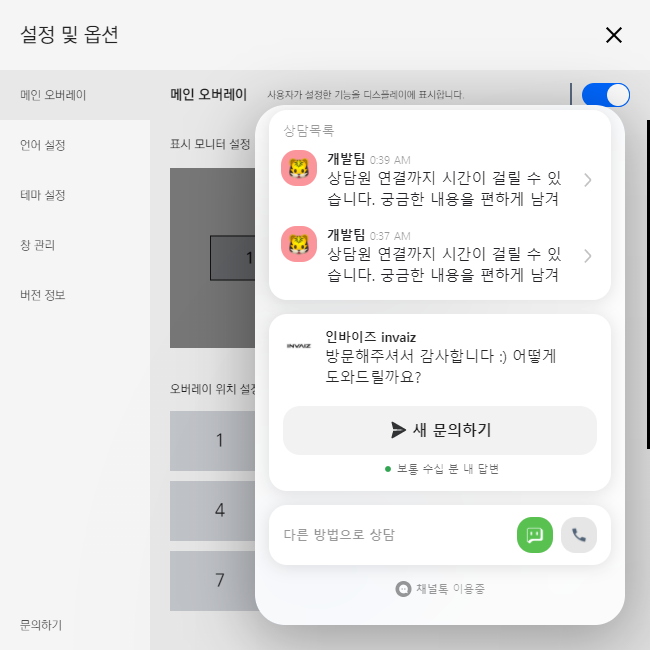 설정 및 옵션
메인 오버레이
언어 설정
테마 설정
창 관리
버전 정보
문의하기
메인 오버레이
사용자가 설정한 기능을 디스플레이에 표시합니다.
표시 모니터 설정
1
오버레이 위치 설정
1
4
7
상담목록
개발팀 0:39 AM
상담원 연결까지 시간이 걸릴 수 있
습니다. 궁금한 내용을 편하게 남겨
개발팀 0:37 AM
상담원 연결까지 시간이 걸릴 수 있
습니다. 궁금한 내용을 편하게 남겨
INVAIZ
인바이즈 invaiz
방문해주셔서 감사합니다 :) 어떻게
도와드릴까요?
새 문의하기
보통 수십 분 내 답변
다른 방법으로 상담
채널톡 이용중